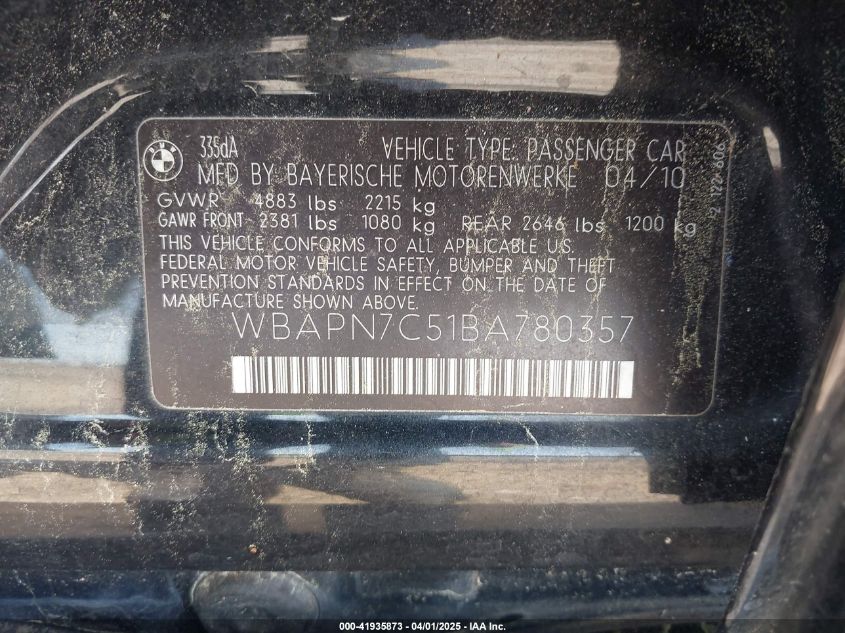 BMW
335dA VEHICLE TYPE: PASSENGER CAR
MFD BY BAYERISCHE MOTORENWERKE 04/10
GVWR 4883 lbs 2215 kg
GAWR FRONT 2381 lbs 1080 kg REAR 2646 lbs 1200 kg
THIS VEHICLE CONFORMS TO ALL APPLICABLE U.S.
FEDERAL MOTOR VEHICLE SAFETY, BUMPER AND THEFT
PREVENTION STANDARDS IN EFFECT ON THE DATE OF
MANUFACTURE SHOWN ABOVE.
WBAPN7C51BA780357
000-41935873 - 04/01/2025 - IAA Inc.